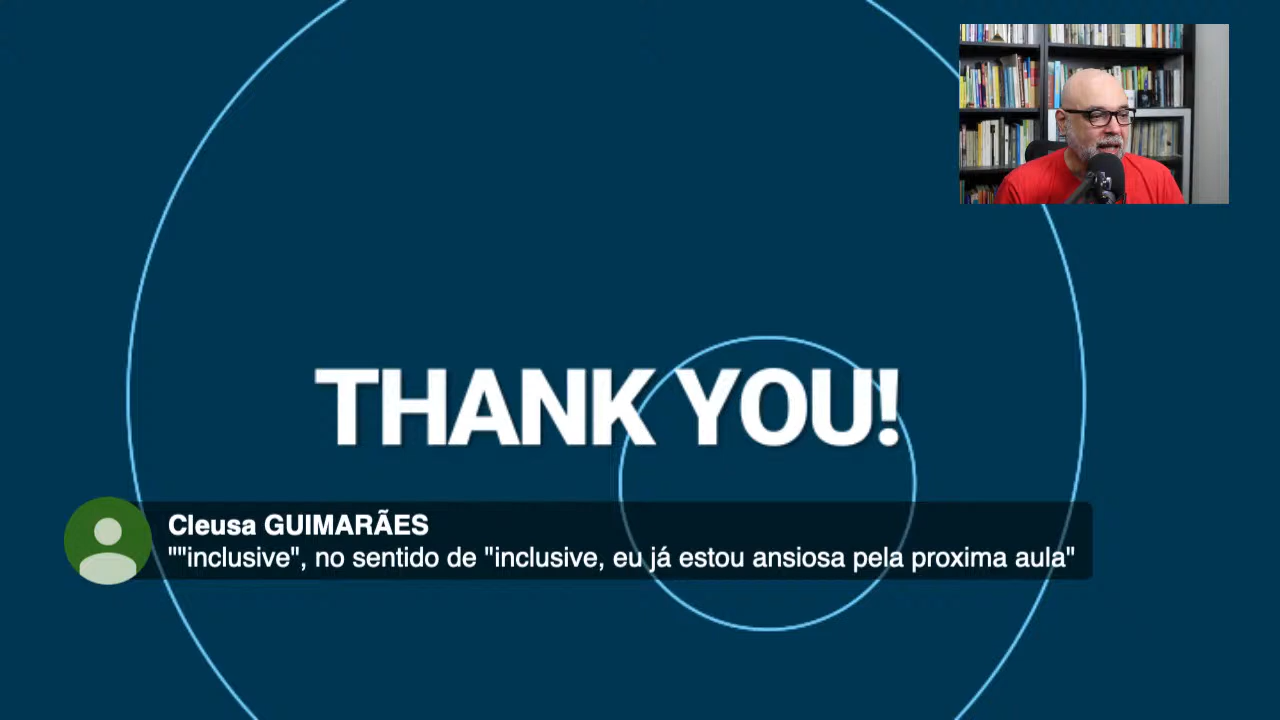 THANK YOU!
Cleusa GUIMARÃES
""inclusive", no sentido de "inclusive, eu já estou ansiosa pela proxima aula"